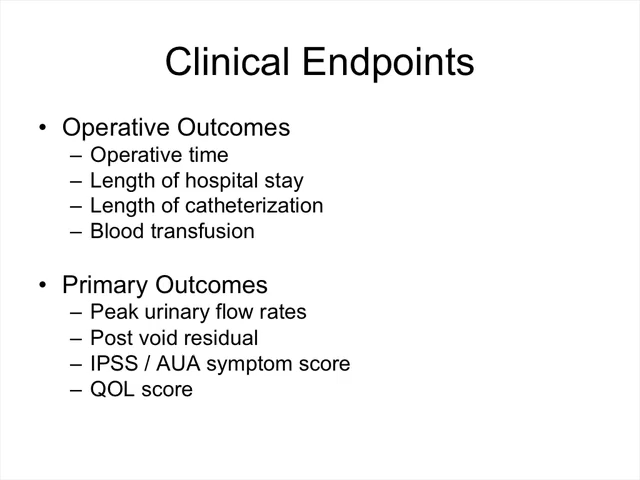 Clinical Endpoints
• Operative Outcomes
– Operative time
– Length of hospital stay
– Length of catheterization
– Blood transfusion
• Primary Outcomes
– Peak urinary flow rates
– Post void residual
– IPSS / AUA symptom score
– QOL score